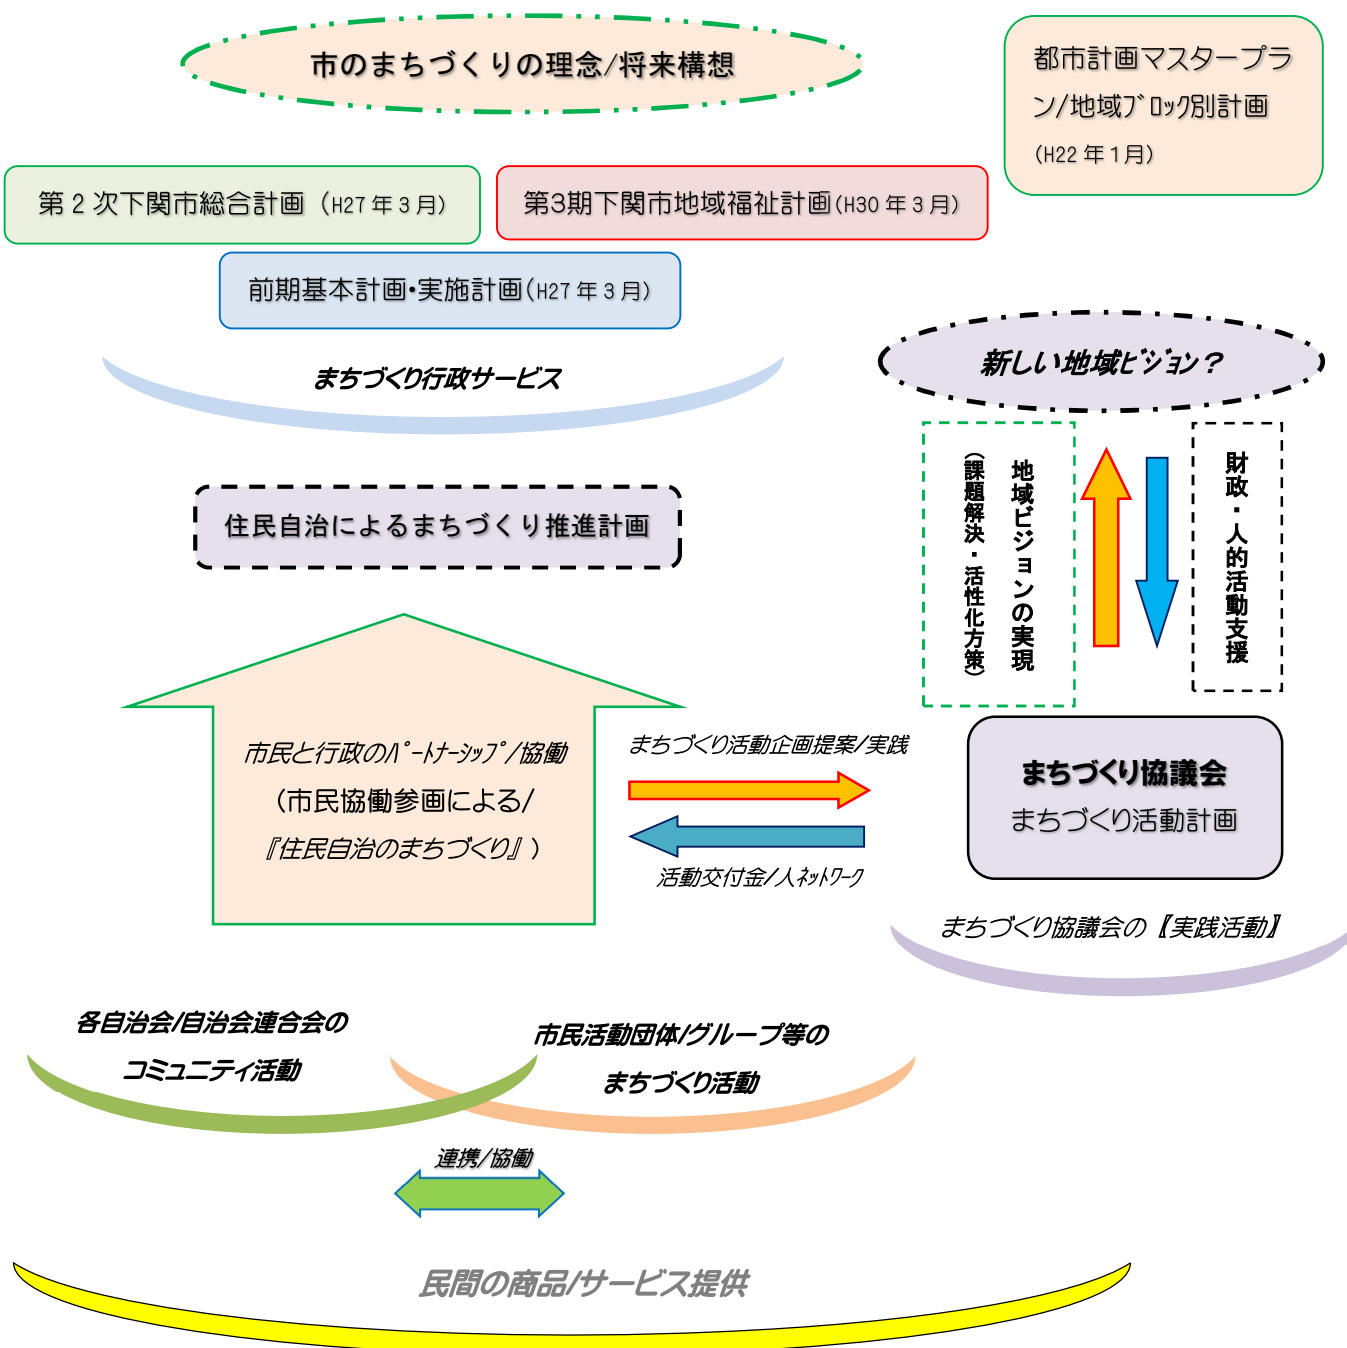 市のまちづくりの理念/将来構想
都市計画マスタープラ
ン/地域ﾌﾞﾛｯｸ別計画
(H22年1月)
第２次下関市総合計画（H27年3月)
第3期下関市地域福祉計画(H30年3月)
前期基本計画・実施計画(H27年3月)
まちづくり行政サービス
新しい地域ﾋﾞｼﾞｮﾝ？
地域ビジョンの実現
（課題解決・活性化方策）
財政・人的活動支援
住民自治によるまちづくり推進計画
市民と行政のﾊﾟｰﾄﾅｰｼｯﾌﾟ/協働
（市民協働参画による/
『住民自治のまちづくり』）
まちづくり活動企画提案/実践
活動交付金/人ﾈｯﾄﾜｰｸ
まちづくり協議会
まちづくり活動計画
まちづくり協議会の【実践活動】
各自治会/自治会連合会の
コミュニティ活動
市民活動団体/グループ等の
まちづくり活動
連携/協働
民間の商品/サービス提供